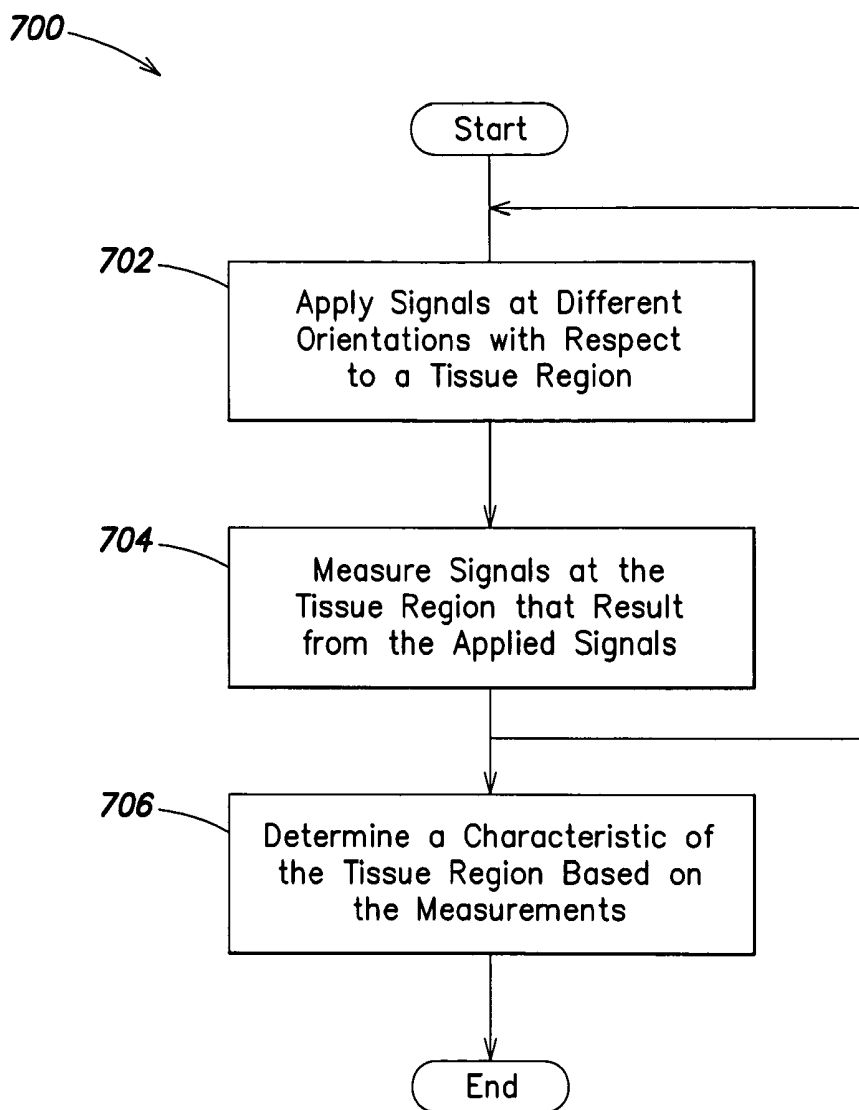 700
Start
702
Apply Signals at Different
Orientations with Respect
to a Tissue Region
704
Measure Signals at the
Tissue Region that Result
from the Applied Signals
706
Determine a Characteristic of
the Tissue Region Based on
the Measurements
End